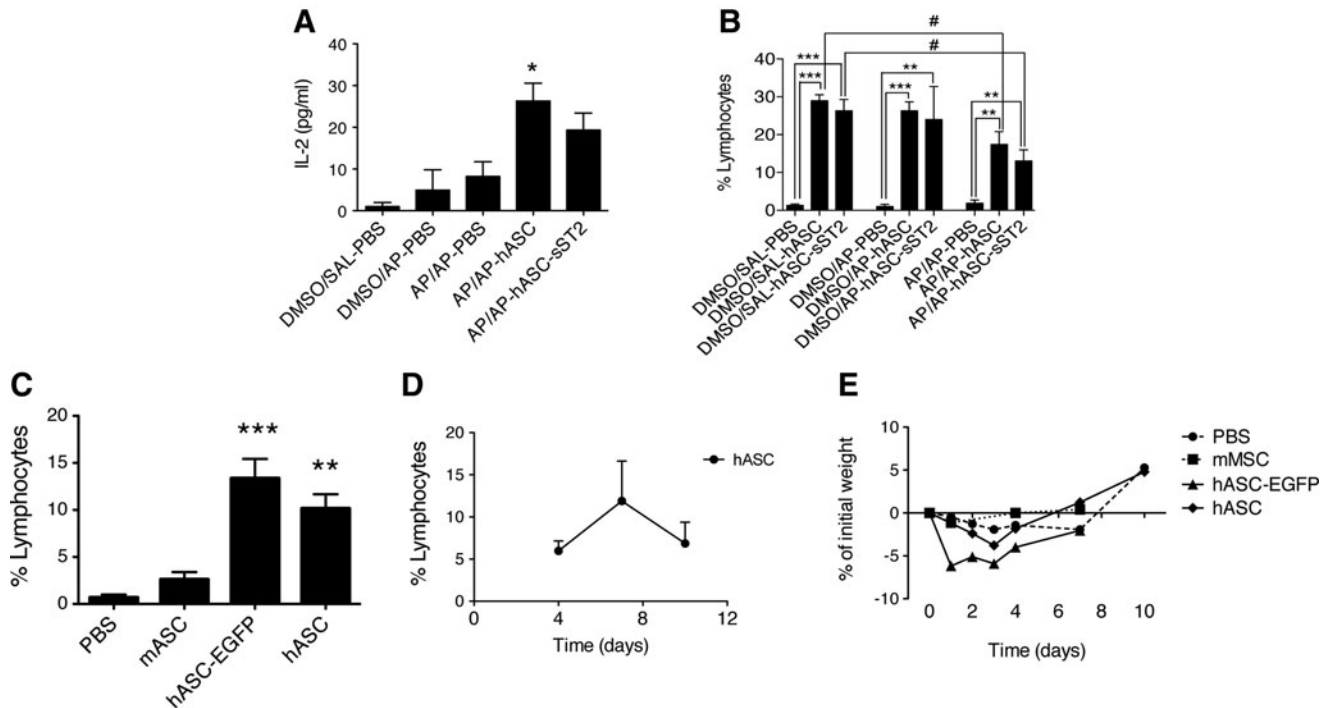 A
IL-2 (pg/ml)
40
30
20
10
0
*
DMSO/SAL-PBS
DMSO/AP-PBS
AP/AP-PBS
AP/AP-hASC
AP/AP-hASC-sST2
B
% Lymphocytes
40
30
20
10
0
#
#
***
***
**
***
**
**
DMSO/SAL-PBS
DMSO/SAL-hASC
DMSO/SAL-hASC-sST2
DMSO/AP-PBS
DMSO/AP-hASC
DMSO/AP-hASC-sST2
AP/AP-PBS
AP/AP-hASC
AP/AP-hASC-sST2
C
% Lymphocytes
20
15
10
5
0
***
**
PBS
mASC
hASC-EGFP
hASC
D
% Lymphocytes
20
15
10
5
0
0 4 8 12
Time (days)
hASC
E
% of initial weight
10
5
0
-5
-10
0 2 4 6 8 10
Time (days)
PBS
mMSC
hASC-EGFP
hASC